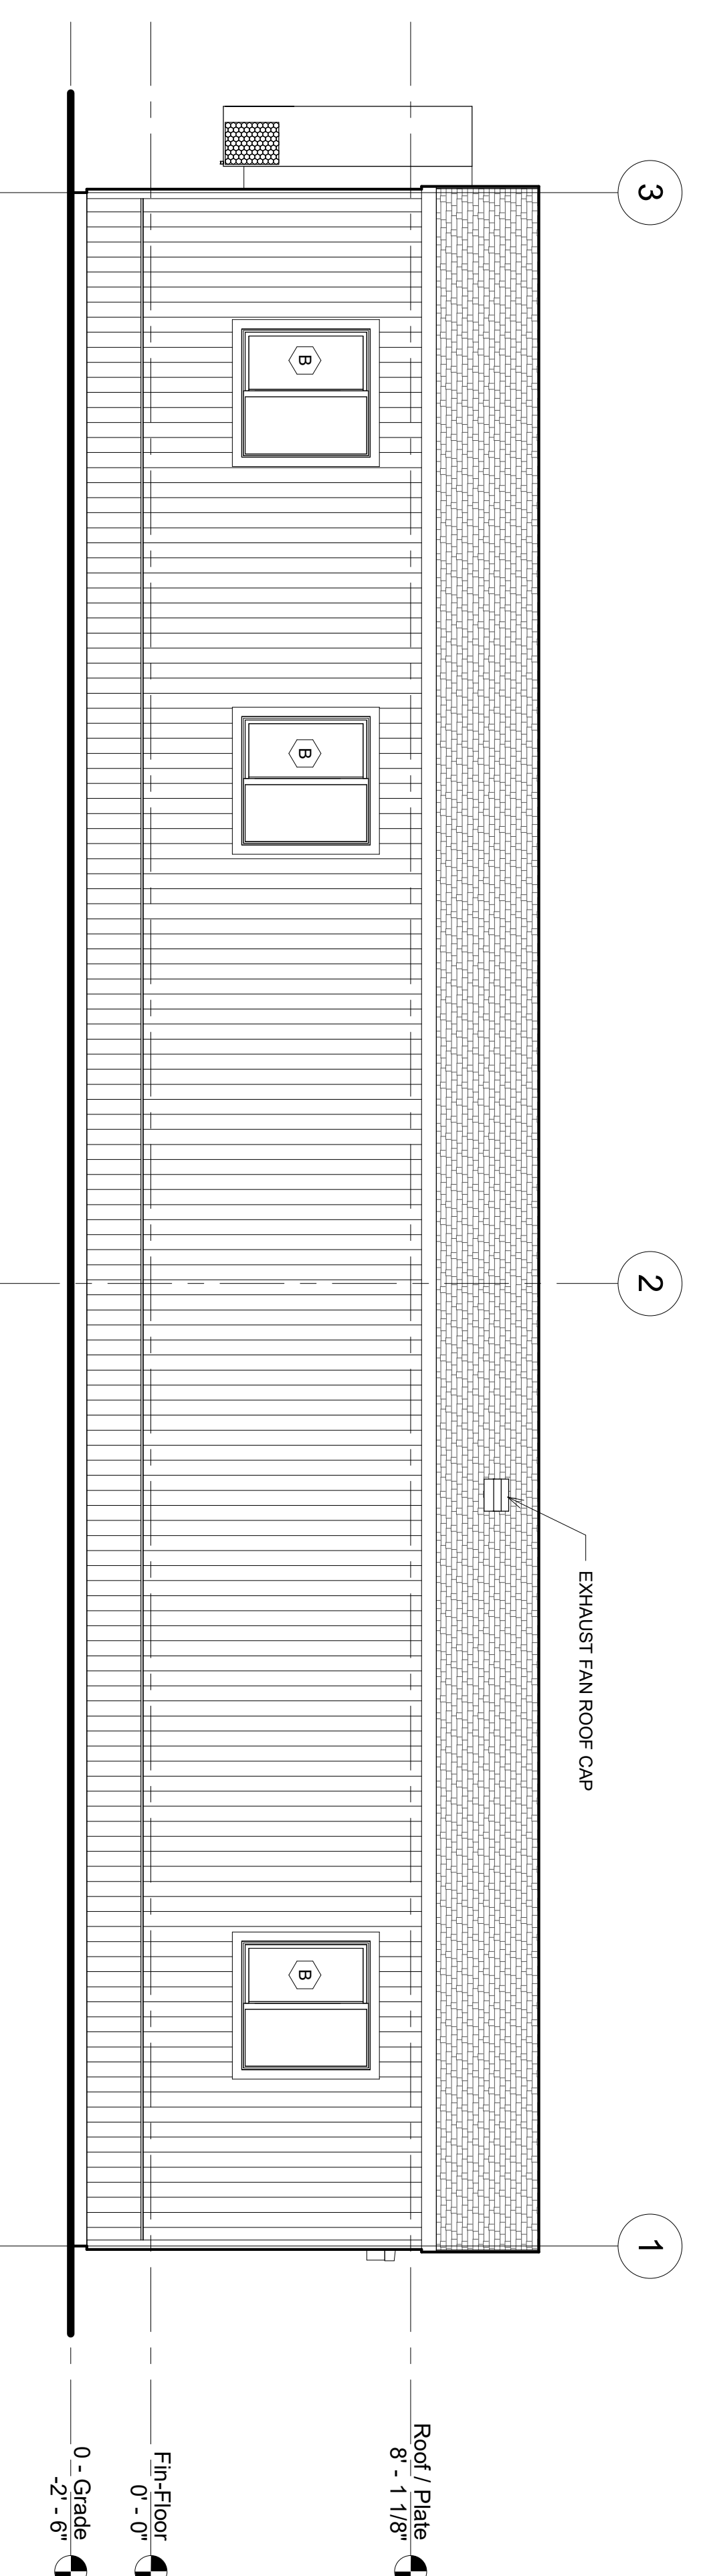 3
2
1
EXHAUST FAN ROOF CAP
B
B
B
Roof / Plate
8' - 1 1/8"
Fin-Floor
0' - 0"
0 - Grade
-2' - 6"